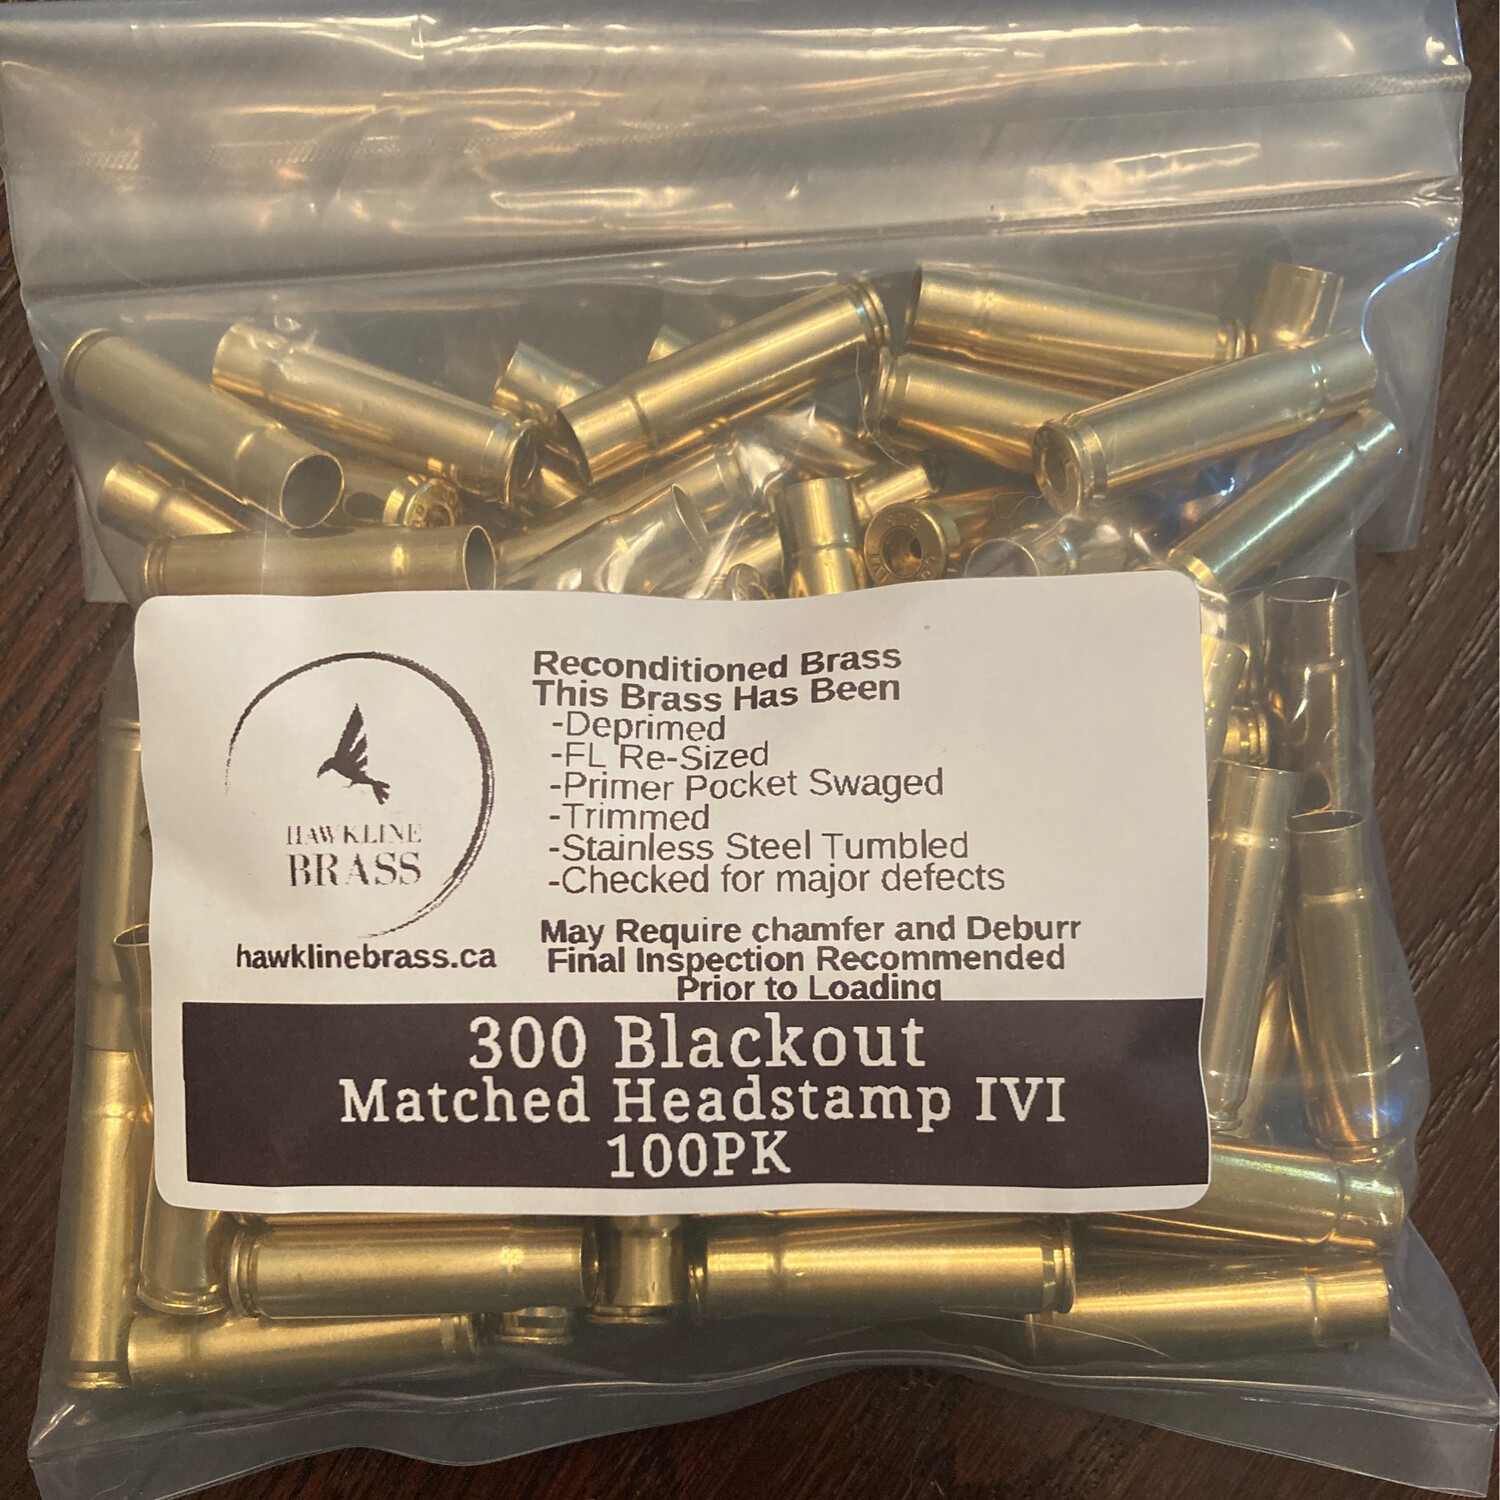 Reconditioned Brass
This Brass Has Been
-Deprimed
-FL Re-Sized
-Primer Pocket Swaged
-Trimmed
-Stainless Steel Tumbled
-Checked for major defects
HAWKLINE
BRASS
hawklinebrass.ca
May Require chamfer and Deburr
Final Inspection Recommended
Prior to Loading
300 Blackout
Matched Headstamp IVI
100PK